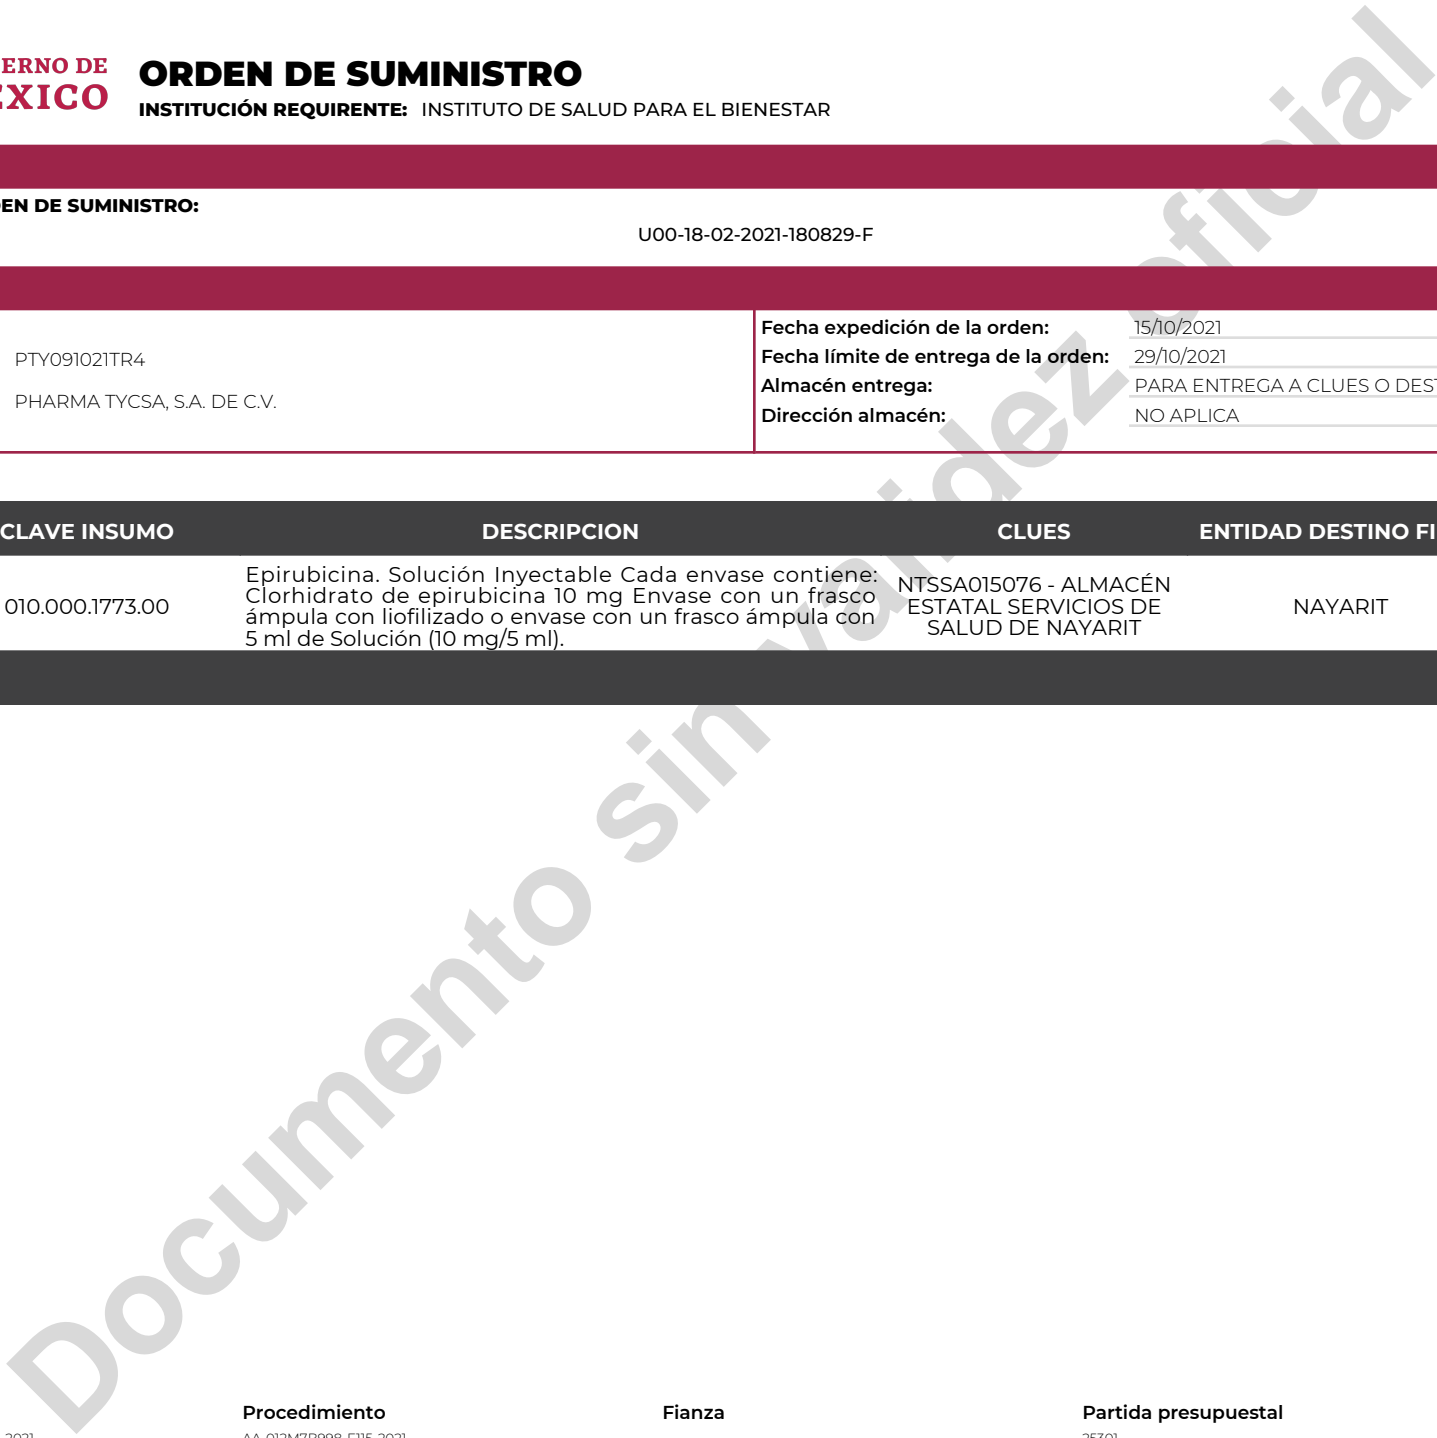 ERNO DE
EXICO
ORDEN DE SUMINISTRO
INSTITUCIÓN REQUIRENTE: INSTITUTO DE SALUD PARA EL BIENESTAR
EN DE SUMINISTRO:
U00-18-02-2021-180829-F
PTY091021TR4
PHARMA TYCSA, S.A. DE C.V.
Fecha expedición de la orden: 15/10/2021
Fecha límite de entrega de la orden: 29/10/2021
Almacén entrega: PARA ENTREGA A CLUES O DEST
Dirección almacén: NO APLICA
CLAVE INSUMO DESCRIPCION CLUES ENTIDAD DESTINO FI
010.000.1773.00
Epirubicina. Solución Inyectable Cada envase contiene:
Clorhidrato de epirubicina 10 mg Envase con un frasco
ámpula con liofilizado o envase con un frasco ámpula con
5 ml de Solución (10 mg/5 ml).
NTSSA015076 - ALMACÉN
ESTATAL SERVICIOS DE
SALUD DE NAYARIT
NAYARIT
Documento sin validez oficial
Procedimiento Fianza Partida presupuestal